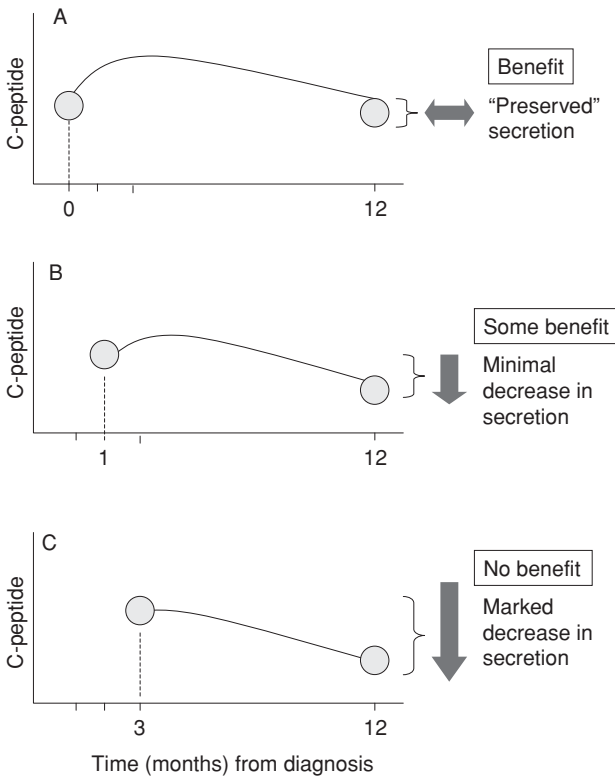 A
C-peptide
Benefit
“Preserved”
secretion
0
12
B
C-peptide
Some benefit
Minimal
decrease in
secretion
1
12
C
C-peptide
No benefit
Marked
decrease in
secretion
3
12
Time (months) from diagnosis